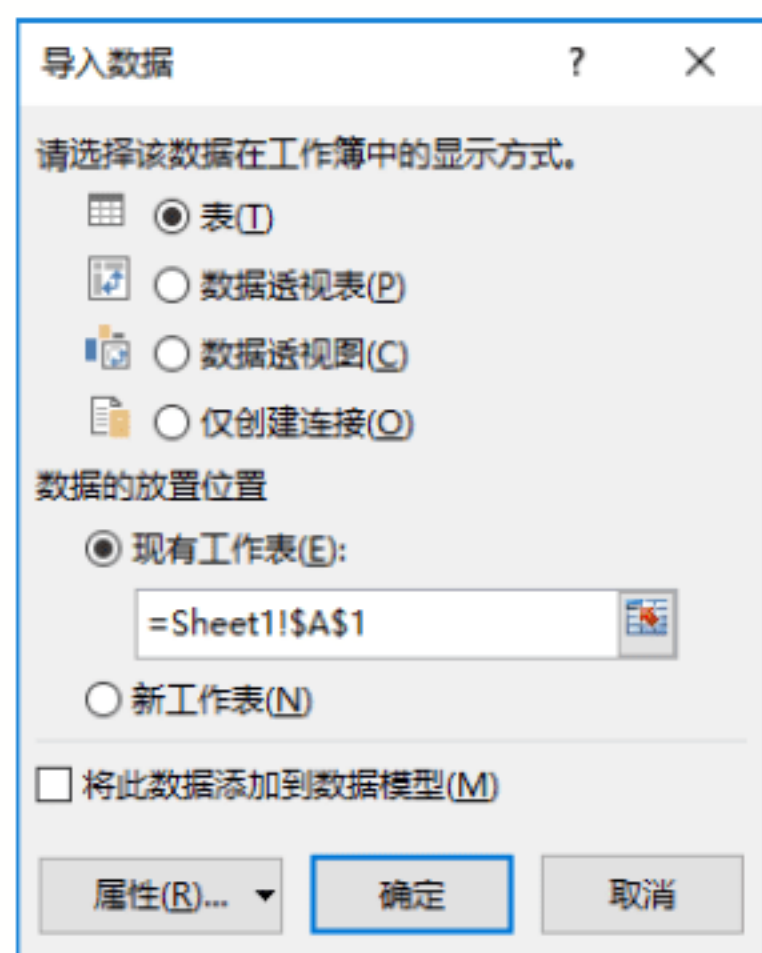 导入数据 ?
请选择该数据在工作簿中的显示方式。
表(T)
数据透视表(P)
数据透视图(C)
仅创建连接(O)
数据的放置位置
现有工作表(E):
=Sheet1!$A$1
新工作表(N)
将此数据添加到数据模型(M)
属性(R)... 确定 取消